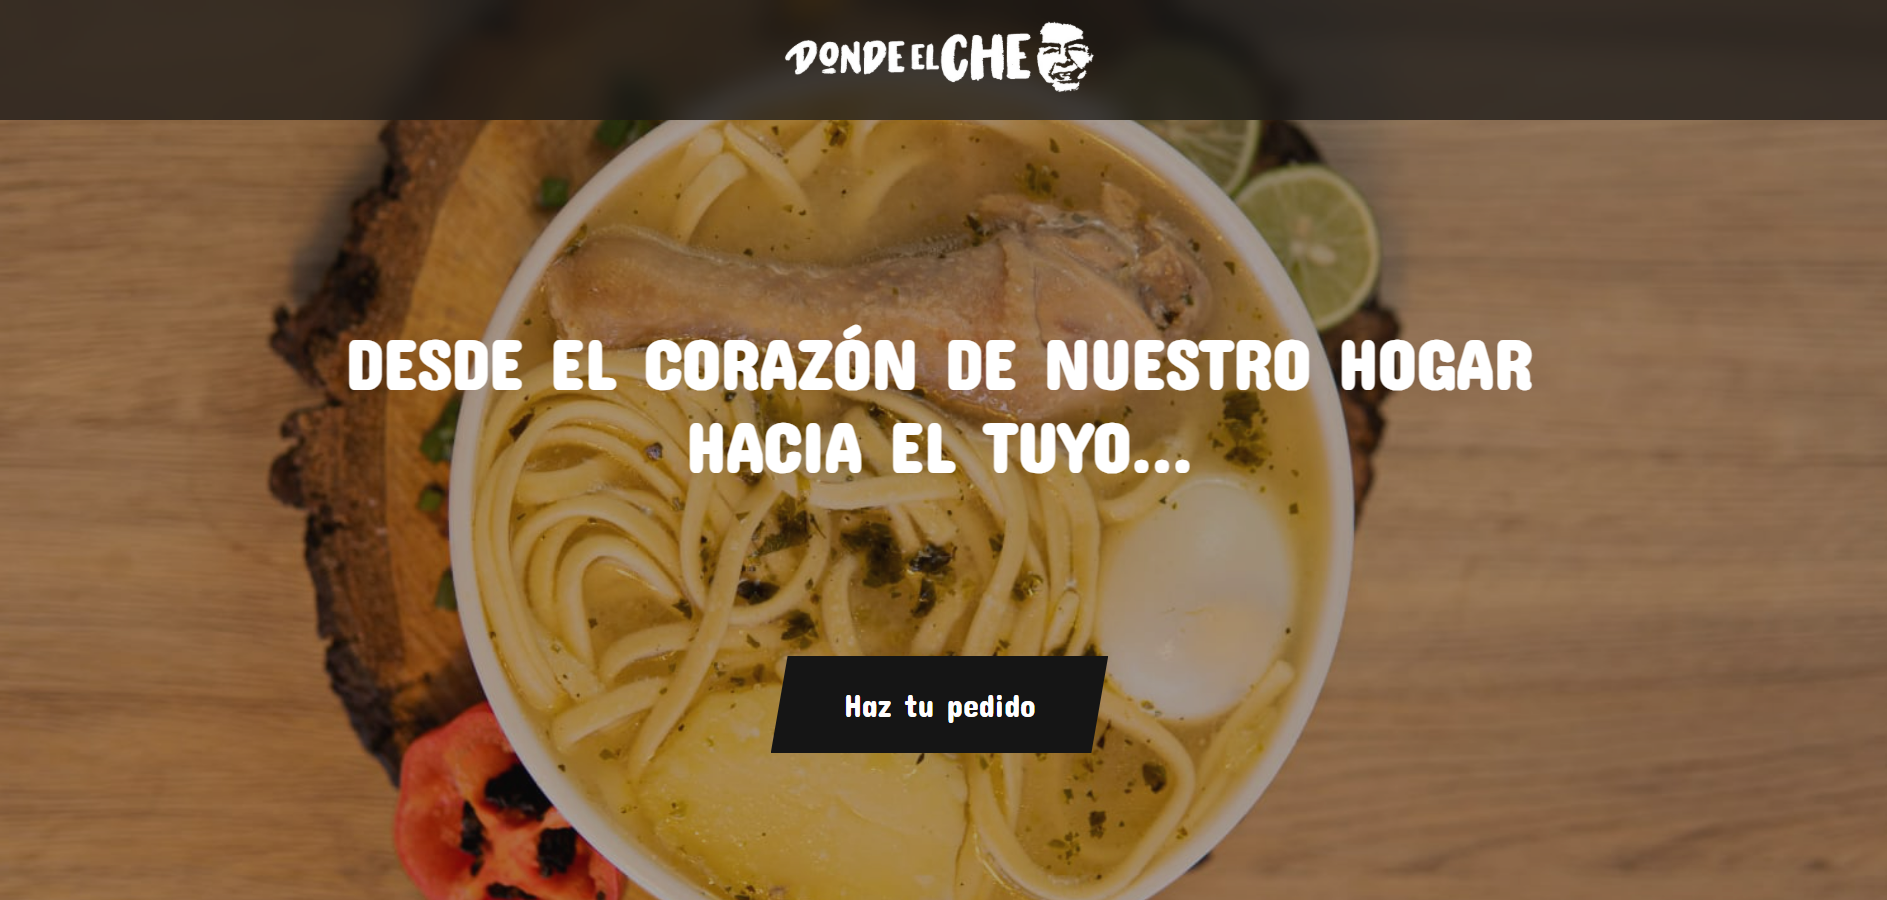 DONDE EL CHE
DESDE EL CORAZÓN DE NUESTRO HOGAR
HACIA EL TUYO...
Haz tu pedido